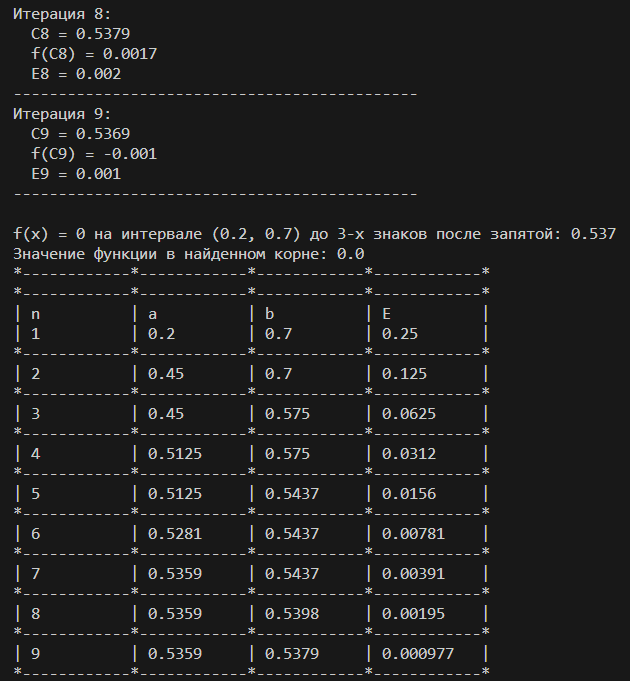 Итерация 8:
  C8 = 0.5379
  f(C8) = 0.0017
  E8 = 0.002
---------------------------------------------
Итерация 9:
  C9 = 0.5369
  f(C9) = -0.001
  E9 = 0.001
---------------------------------------------
f(x) = 0 на интервале (0.2, 0.7) до 3-х знаков после запятой: 0.537
Значение функции в найденном корне: 0.0
*------------*------------*------------*------------*
*------------*------------*------------*------------*
| n          | a          | b          | E          |
| 1          | 0.2        | 0.7        | 0.25       |
*------------*------------*------------*------------*
| 2          | 0.45       | 0.7        | 0.125      |
*------------*------------*------------*------------*
| 3          | 0.45       | 0.575      | 0.0625     |
*------------*------------*------------*------------*
| 4          | 0.5125     | 0.575      | 0.0312     |
*------------*------------*------------*------------*
| 5          | 0.5125     | 0.5437     | 0.0156     |
*------------*------------*------------*------------*
| 6          | 0.5281     | 0.5437     | 0.00781    |
*------------*------------*------------*------------*
| 7          | 0.5359     | 0.5437     | 0.00391    |
*------------*------------*------------*------------*
| 8          | 0.5359     | 0.5398     | 0.00195    |
*------------*------------*------------*------------*
| 9          | 0.5359     | 0.5379     | 0.000977   |
*------------*------------*------------*------------*